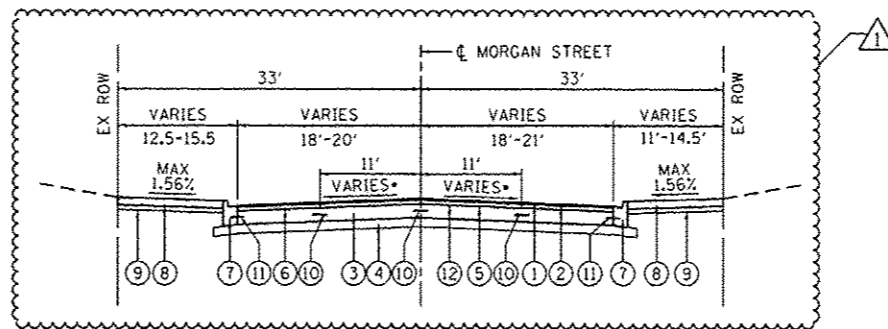 1
℄ MORGAN STREET
33' 33'
EX ROW EX ROW
VARIES VARIES VARIES VARIES
12.5-15.5 18'-20' 18'-21' 11'-14.5'
11' 11'
MAX MAX
1.56% VARIES* VARIES* 1.56%
9 8 7 11 6 10 3 4 10 12 5 10 1 2 11 7 8 9